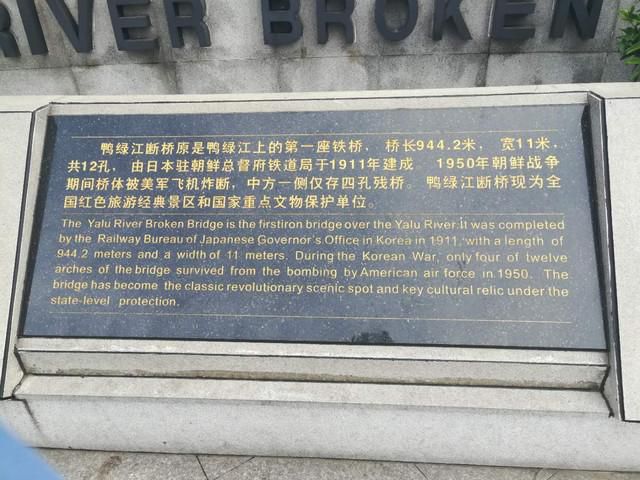 RIVER BROKEN
鸭绿江断桥原是鸭绿江上的第一座铁桥， 桥长944.2米， 宽11米，
共12孔， 由日本驻朝鲜总督府铁道局于1911年建成 1950年朝鲜战争
期间桥体被美军飞机炸断，中方一侧仅存四孔残桥。 鸭绿江断桥现为全
国红色旅游经典景区和国家重点文物保护单位。
The Yalu River Broken Bridge is the firstiron bridge over the Yalu River.It was completed
by the Railway Bureau of Japanese Governor's Office in Korea in 1911, with a length of
944.2 meters and a width of 11 meters. During the Korean War, only four of twelve
arches of the bridge survived from the bombing by American air force in 1950. The
bridge has become the classic revolutionary scenic spot and key cultural relic under the
state-level protection.